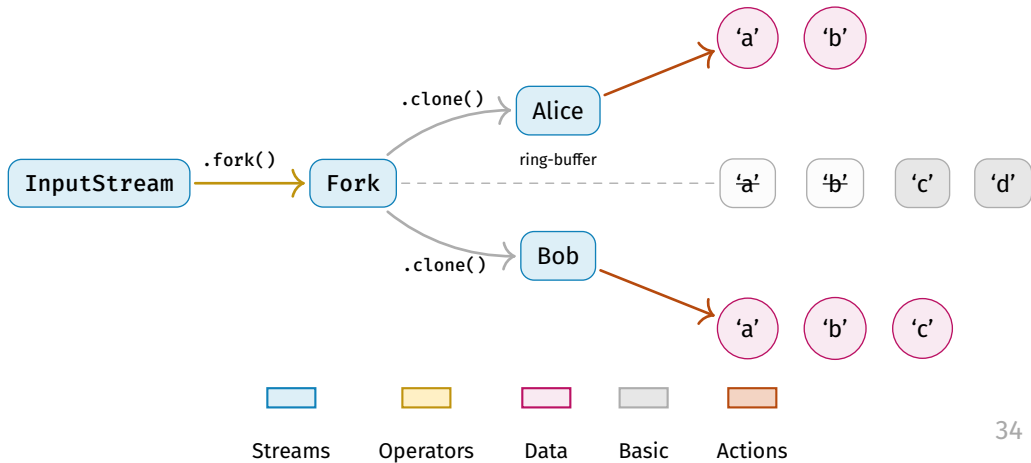 ‘a’ ‘b’
.clone()
Alice
.fork()
ring-buffer
InputStream
Fork
‘a’ ‘b’ ‘c’ ‘d’
Bob
.clone()
‘a’ ‘b’ ‘c’
Streams Operators Data Basic Actions
34